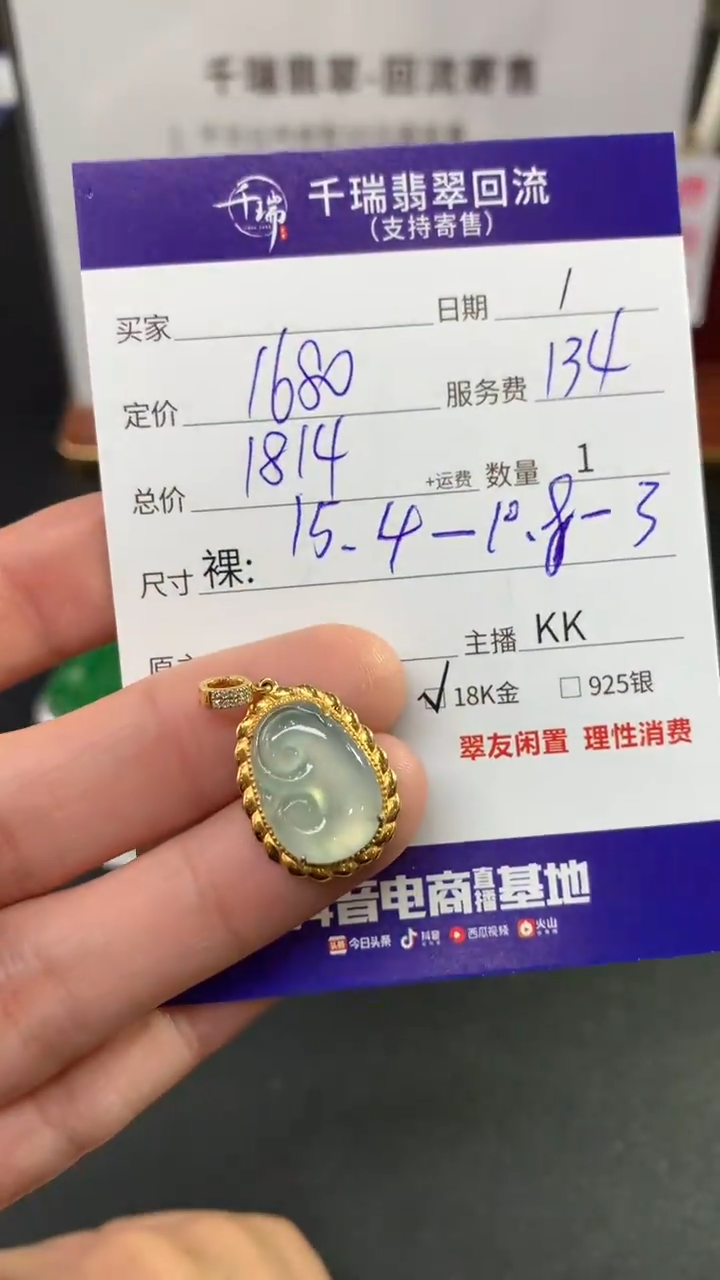 千瑞翡翠-回流寄售
千瑞 千瑞翡翠回流
(支持寄售)
买家 日期 /
定价 1680 服务费 134
总价 1814 +运费 数量 1
尺寸 裸: 15.4-10.8-3
主播 KK
✓ 18K金 □ 925银
翠友闲置 理性消费
音电商直播基地
头条 今日头条 抖音 西瓜视频 火山